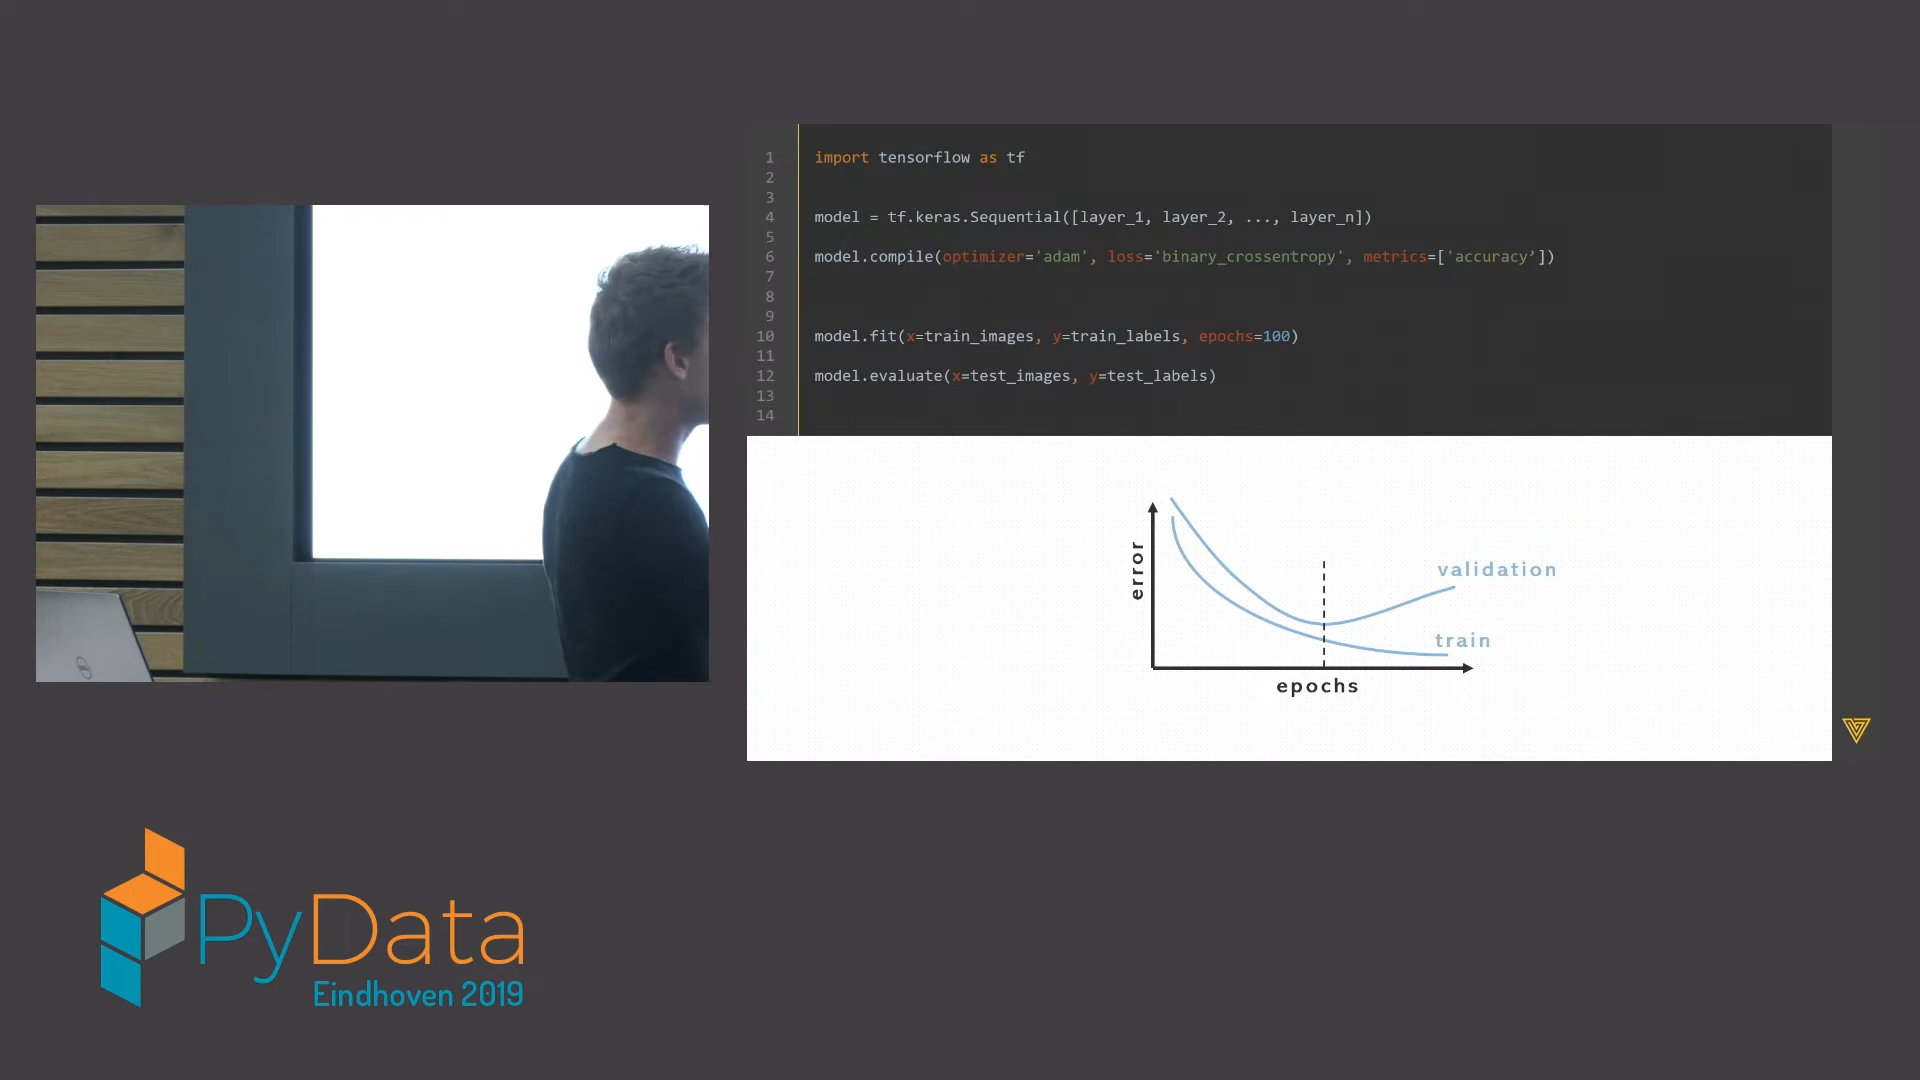 1 import tensorflow as tf
2
3
4 model = tf.keras.Sequential([layer_1, layer_2, ..., layer_n])
5
6 model.compile(optimizer='adam', loss='binary_crossentropy', metrics=['accuracy’])
7
8
9
10 model.fit(x=train_images, y=train_labels, epochs=100)
11
12 model.evaluate(x=test_images, y=test_labels)
13
14
error
validation
train
epochs
PyData
Eindhoven 2019